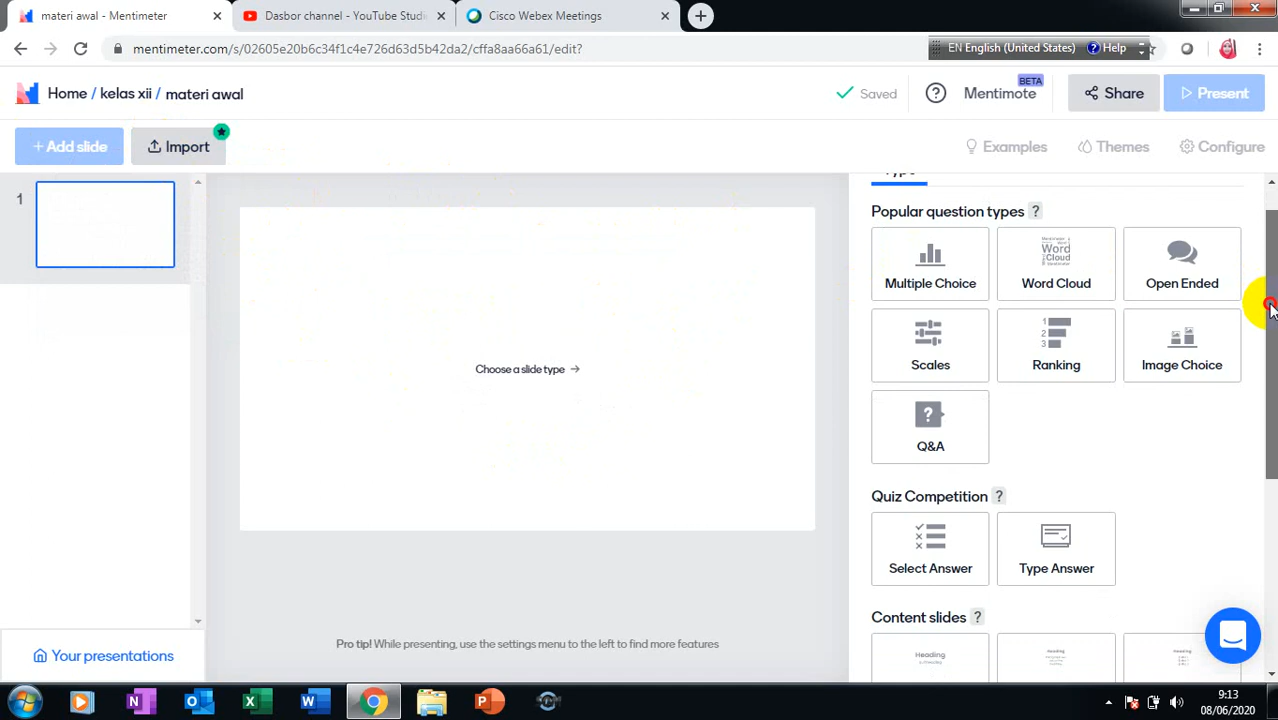 materi awal - Mentimeter
Dasbor channel - YouTube Studi
Cisco Webex Meetings
mentimeter.com/s/02605e20b6c34f1c4e726d63d5b42da2/cffa8aa66a61/edit?
EN English (United States)
Help
Home / kelas xii / materi awal
Saved
Mentimote
BETA
Share
Present
+ Add slide
Import
Examples
Themes
Configure
1
Choose a slide type →
Pro tip! While presenting, use the settings menu to the left to find more features
Your presentations
Type
Popular question types ?
Multiple Choice
Word Cloud
Open Ended
Scales
Ranking
Image Choice
Q&A
Quiz Competition ?
Select Answer
Type Answer
Content slides ?
Heading
9:13
08/06/2020